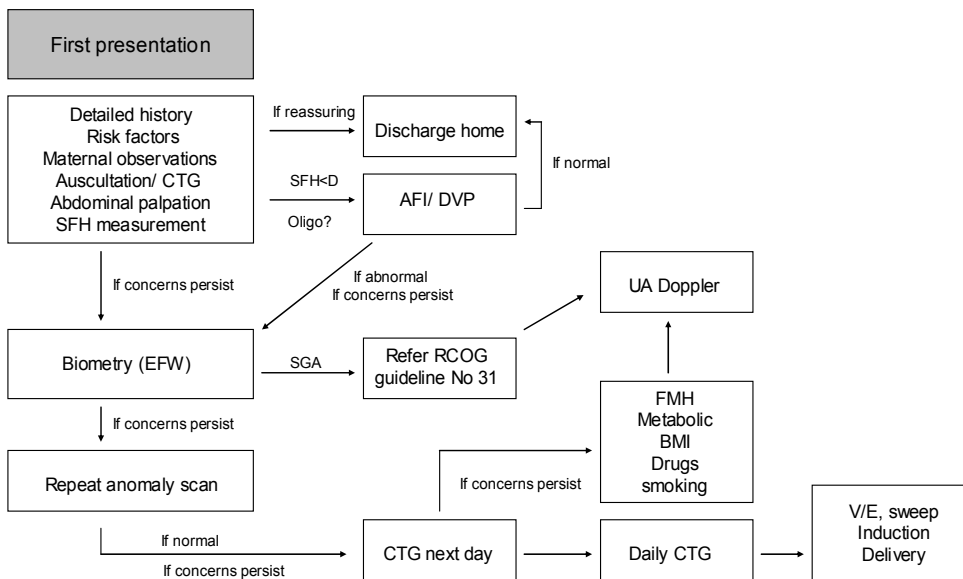 First presentation
Detailed history
Risk factors
Maternal observations
Auscultation/ CTG
Abdominal palpation
SFH measurement
If reassuring
Discharge home
If normal
SFH<D
Oligo?
AFI/ DVP
If concerns persist
If abnormal
If concerns persist
UA Doppler
Biometry (EFW)
SGA
Refer RCOG
guideline No 31
FMH
Metabolic
BMI
Drugs
smoking
If concerns persist
Repeat anomaly scan
If concerns persist
If normal
If concerns persist
CTG next day
Daily CTG
V/E, sweep
Induction
Delivery